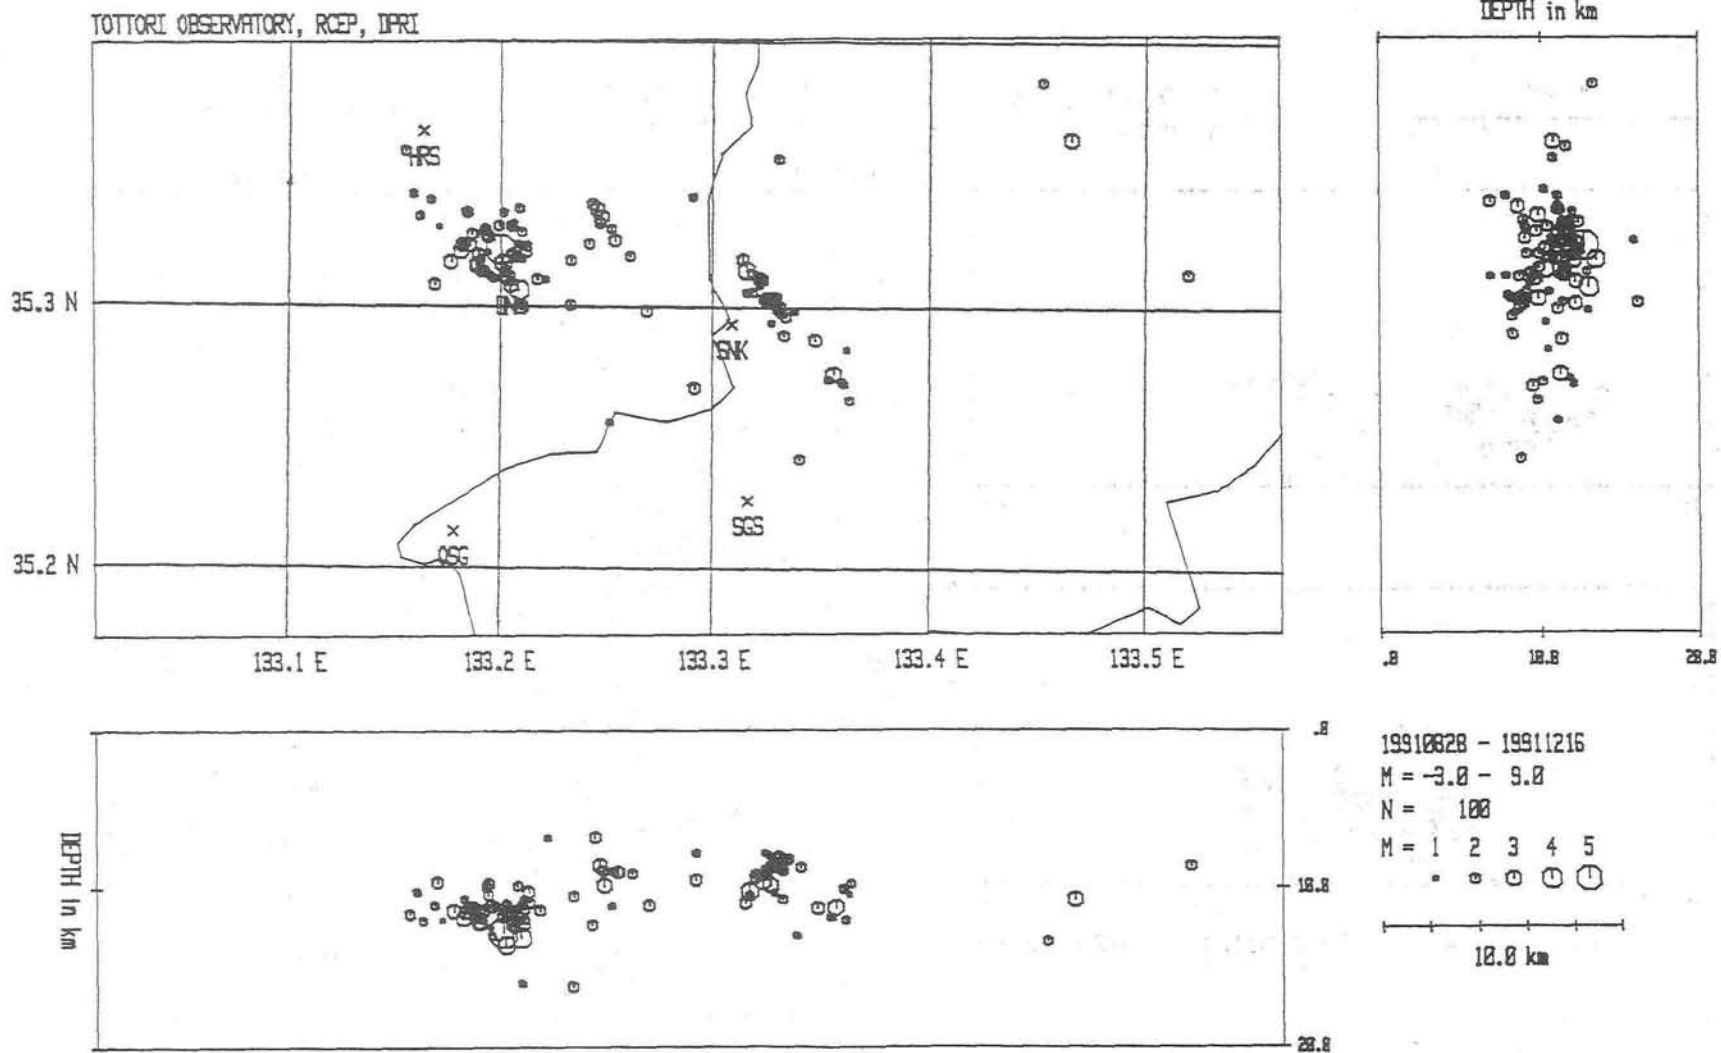 TOTTORI OBSERVATORY, RCEP, DPRI
DEPTH in km
HRS
35.3 N
SNK
SGS
OSG
35.2 N
133.1 E
133.2 E
133.3 E
133.4 E
133.5 E
.0
10.0
20.0
.0
DEPTH in km
10.0
20.0
19910828 - 19911216
M = -3.0 - 9.0
N = 100
M = 1 2 3 4 5
10.0 km